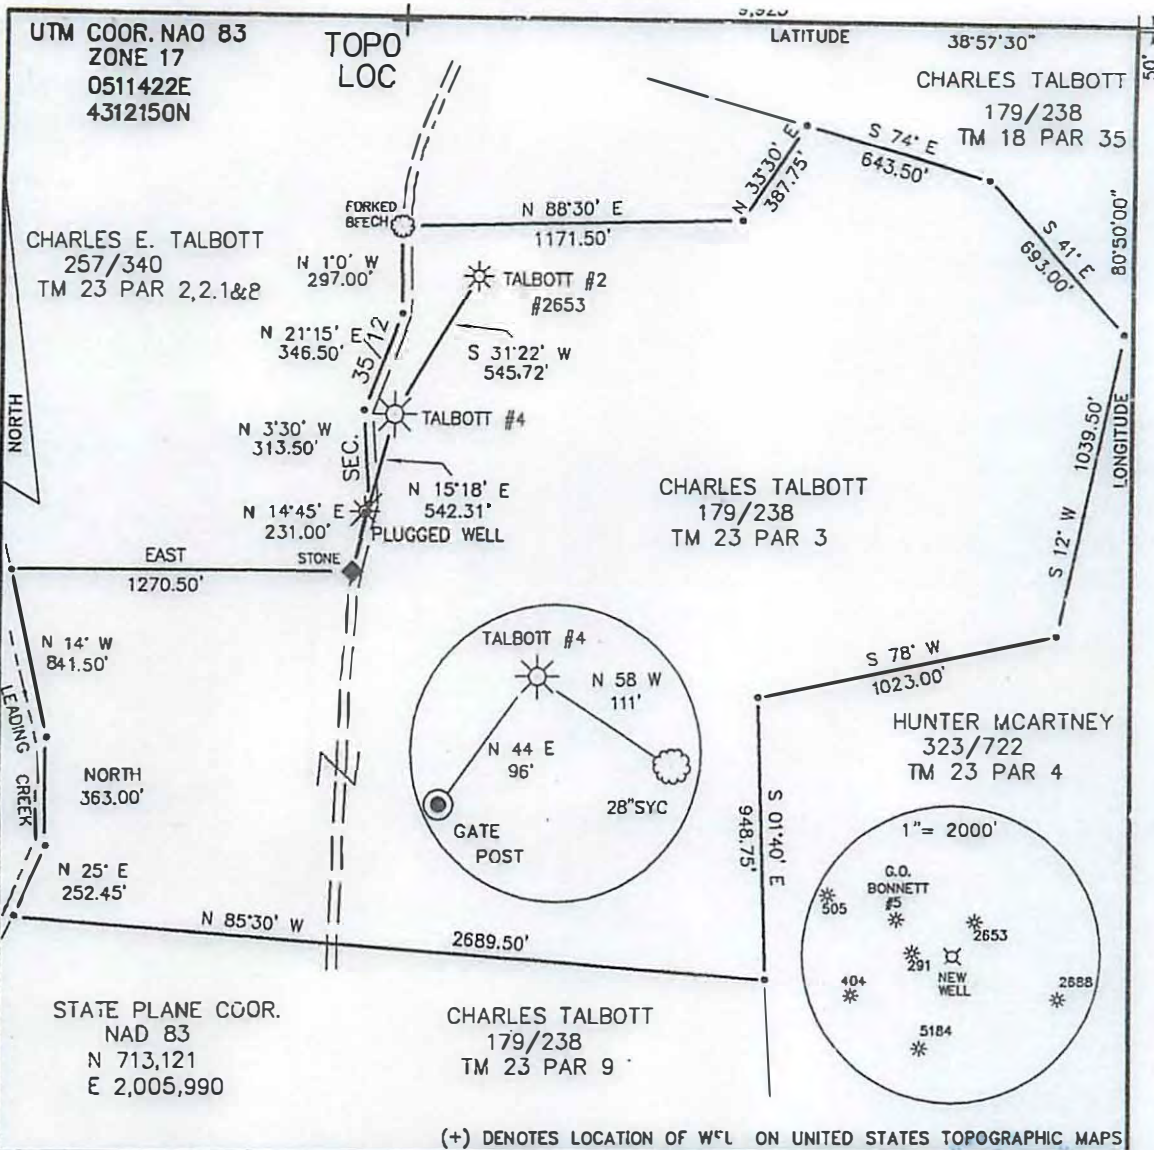 UTM COOR. NAD 83
ZONE 17
0511422E
4312150N
TOPO
LOC
9,925
LATITUDE
38°57'30"
50'
CHARLES TALBOTT
179/238
TM 18 PAR 35
S 74° E
643.50'
N 33°30' E
387.75'
FORKED
BEECH
N 88°30' E
1171.50'
S 41° E
693.00'
80°50'00"
CHARLES E. TALBOTT
257/340
TM 23 PAR 2,2.1&8
N 1°0' W
297.00'
TALBOTT #2
#2653
N 21°15' E
346.50'
35/12
S 31°22' W
545.72'
NORTH
TALBOTT #4
N 3°30' W
313.50'
SEC.
1039.50'
LONGITUDE
N 15°18' E
542.31'
CHARLES TALBOTT
179/238
TM 23 PAR 3
N 14°45' E
231.00'
PLUGGED WELL
S 12° W
EAST
1270.50'
STONE
N 14° W
841.50'
TALBOTT #4
N 58 W
111'
S 78° W
1023.00'
LEADING CREEK
HUNTER MCARTNEY
323/722
TM 23 PAR 4
N 44 E
96'
NORTH
363.00'
28"SYC
GATE
POST
S 01°40' E
948.75'
1"= 2000'
N 25° E
252.45'
G.O.
BONNETT
#5
505
2653
291
NEW
WELL
404
2688
5184
N 85°30' W
2689.50'
STATE PLANE COOR.
NAD 83
N 713,121
E 2,005,990
CHARLES TALBOTT
179/238
TM 23 PAR 9
(+) DENOTES LOCATION OF WELL ON UNITED STATES TOPOGRAPHIC MAPS